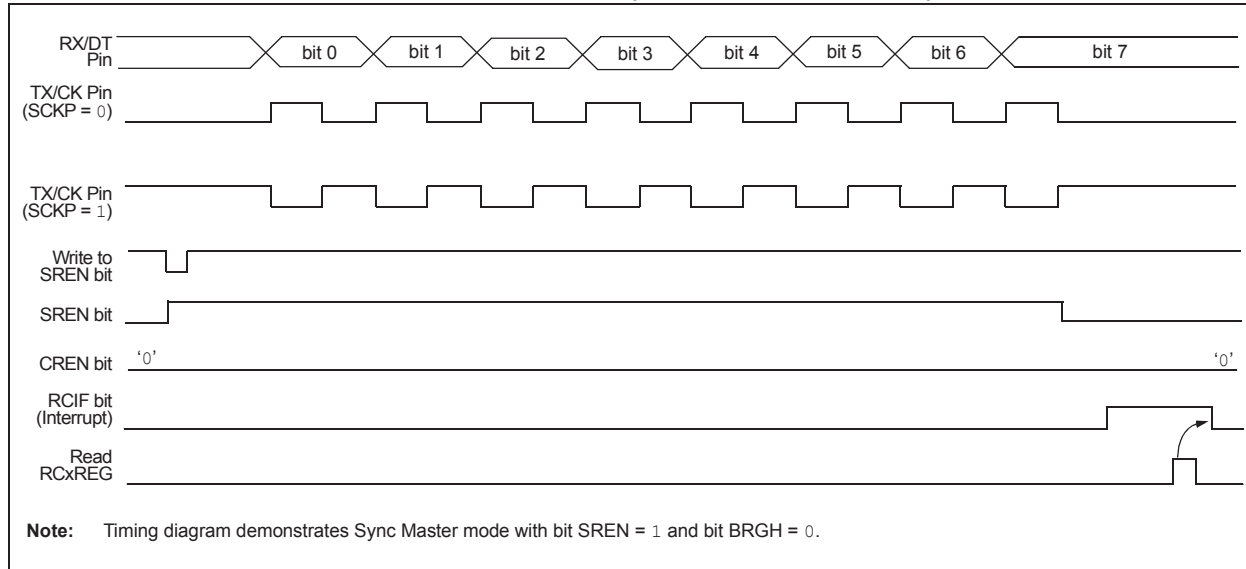 RX/DT
Pin
bit 0 bit 1 bit 2 bit 3 bit 4 bit 5 bit 6 bit 7
TX/CK Pin
(SCKP = 0)
TX/CK Pin
(SCKP = 1)
Write to
SREN bit
SREN bit
CREN bit ‘0’ ‘0’
RCIF bit
(Interrupt)
Read
RCxREG
Note: Timing diagram demonstrates Sync Master mode with bit SREN = 1 and bit BRGH = 0.